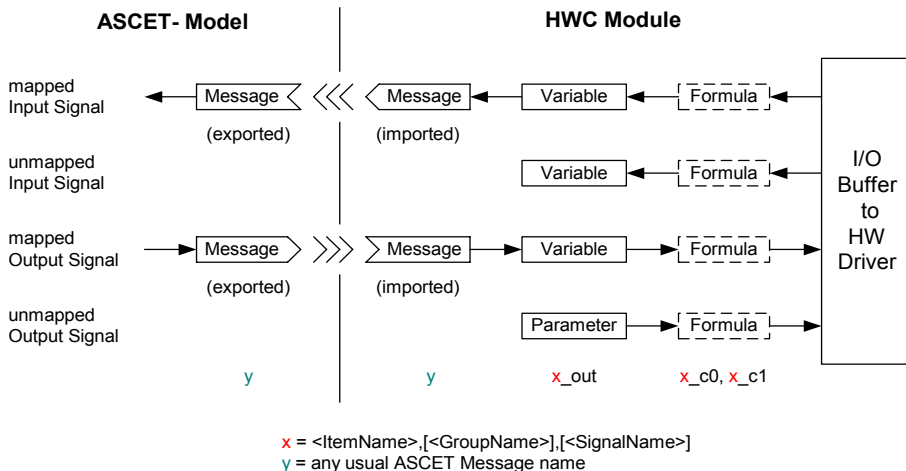 ASCET- Model
HWC Module
mapped
Input Signal
Message
Message
Variable
Formula
(exported)
(imported)
unmapped
Input Signal
Variable
Formula
I/O
Buffer
to
HW
Driver
mapped
Output Signal
Message
Message
Variable
Formula
(exported)
(imported)
unmapped
Output Signal
Parameter
Formula
y
y
x_out
x_c0, x_c1
x = <ItemName>,[<GroupName>],[<SignalName>]
y = any usual ASCET Message name